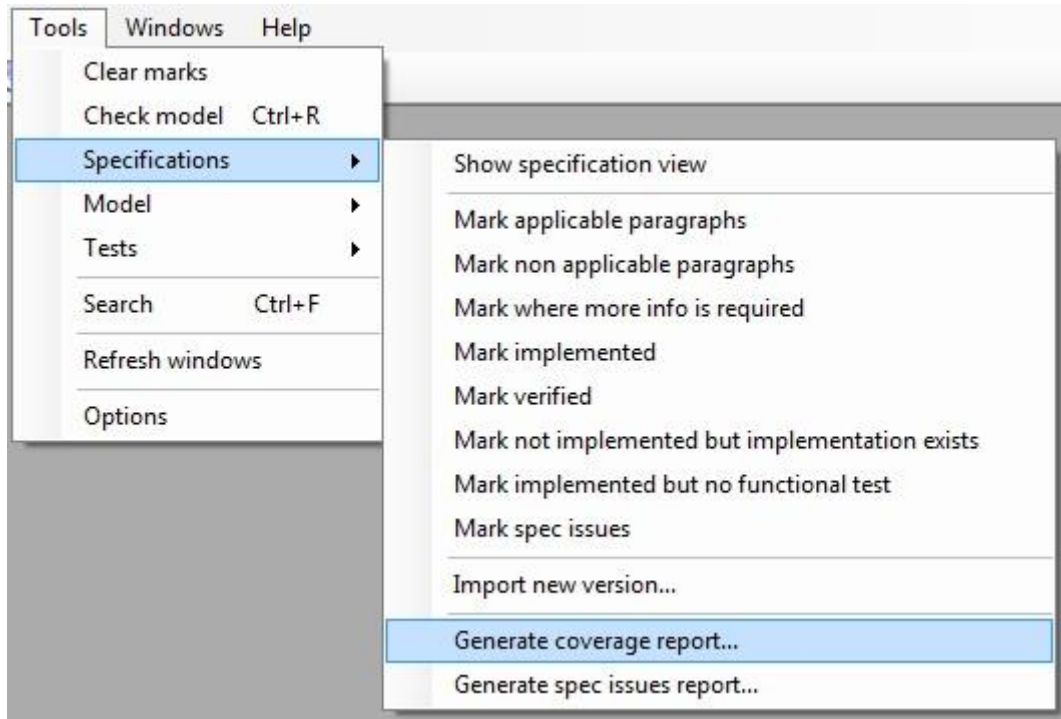 Tools Windows Help
Clear marks
Check model Ctrl+R
Specifications
Model
Tests
Search Ctrl+F
Refresh windows
Options
Show specification view
Mark applicable paragraphs
Mark non applicable paragraphs
Mark where more info is required
Mark implemented
Mark verified
Mark not implemented but implementation exists
Mark implemented but no functional test
Mark spec issues
Import new version...
Generate coverage report...
Generate spec issues report...